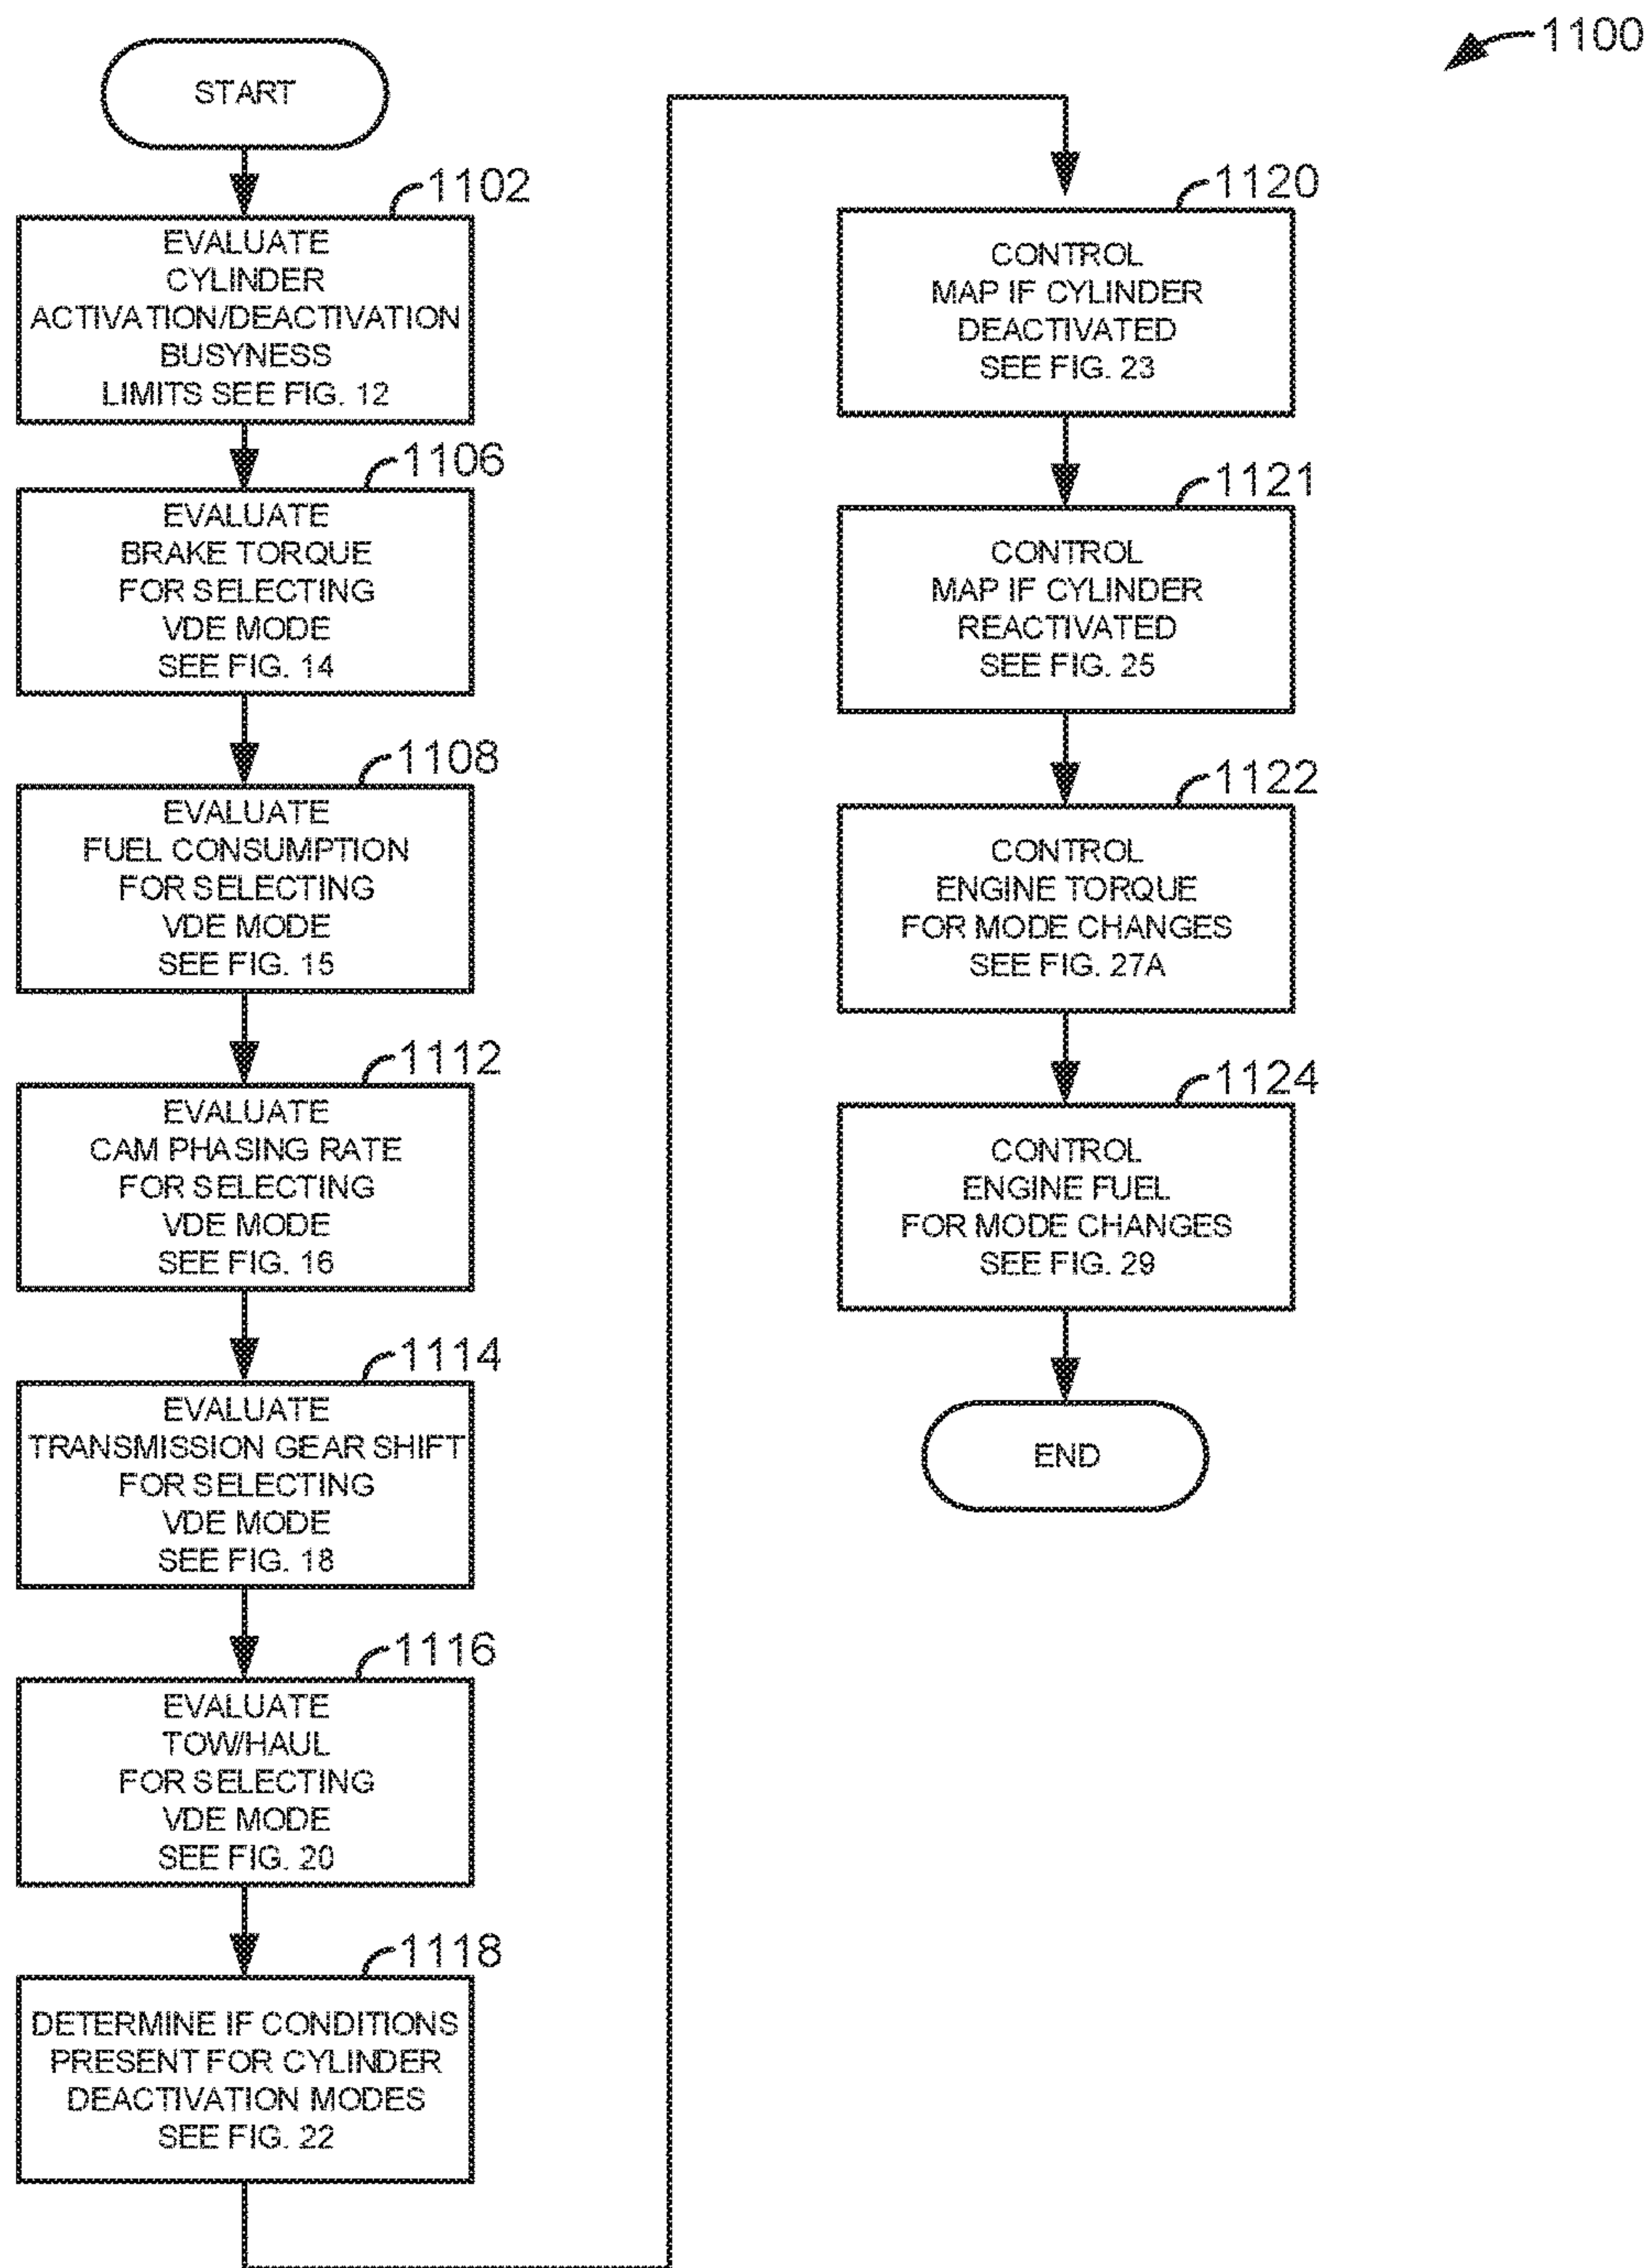 1100
START
1102
EVALUATE
CYLINDER
ACTIVATION/DEACTIVATION
BUSYNESS
LIMITS SEE FIG. 12
1106
EVALUATE
BRAKE TORQUE
FOR SELECTING
VDE MODE
SEE FIG. 14
1108
EVALUATE
FUEL CONSUMPTION
FOR SELECTING
VDE MODE
SEE FIG. 15
1112
EVALUATE
CAM PHASING RATE
FOR SELECTING
VDE MODE
SEE FIG. 16
1114
EVALUATE
TRANSMISSION GEAR SHIFT
FOR SELECTING
VDE MODE
SEE FIG. 18
1116
EVALUATE
TOW/HAUL
FOR SELECTING
VDE MODE
SEE FIG. 20
1118
DETERMINE IF CONDITIONS
PRESENT FOR CYLINDER
DEACTIVATION MODES
SEE FIG. 22
1120
CONTROL
MAP IF CYLINDER
DEACTIVATED
SEE FIG. 23
1121
CONTROL
MAP IF CYLINDER
REACTIVATED
SEE FIG. 25
1122
CONTROL
ENGINE TORQUE
FOR MODE CHANGES
SEE FIG. 27A
1124
CONTROL
ENGINE FUEL
FOR MODE CHANGES
SEE FIG. 29
END